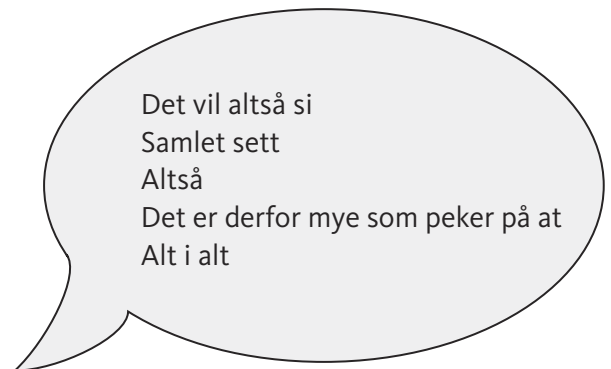 Det vil altså si
Samlet sett
Altså
Det er derfor mye som peker på at
Alt i alt